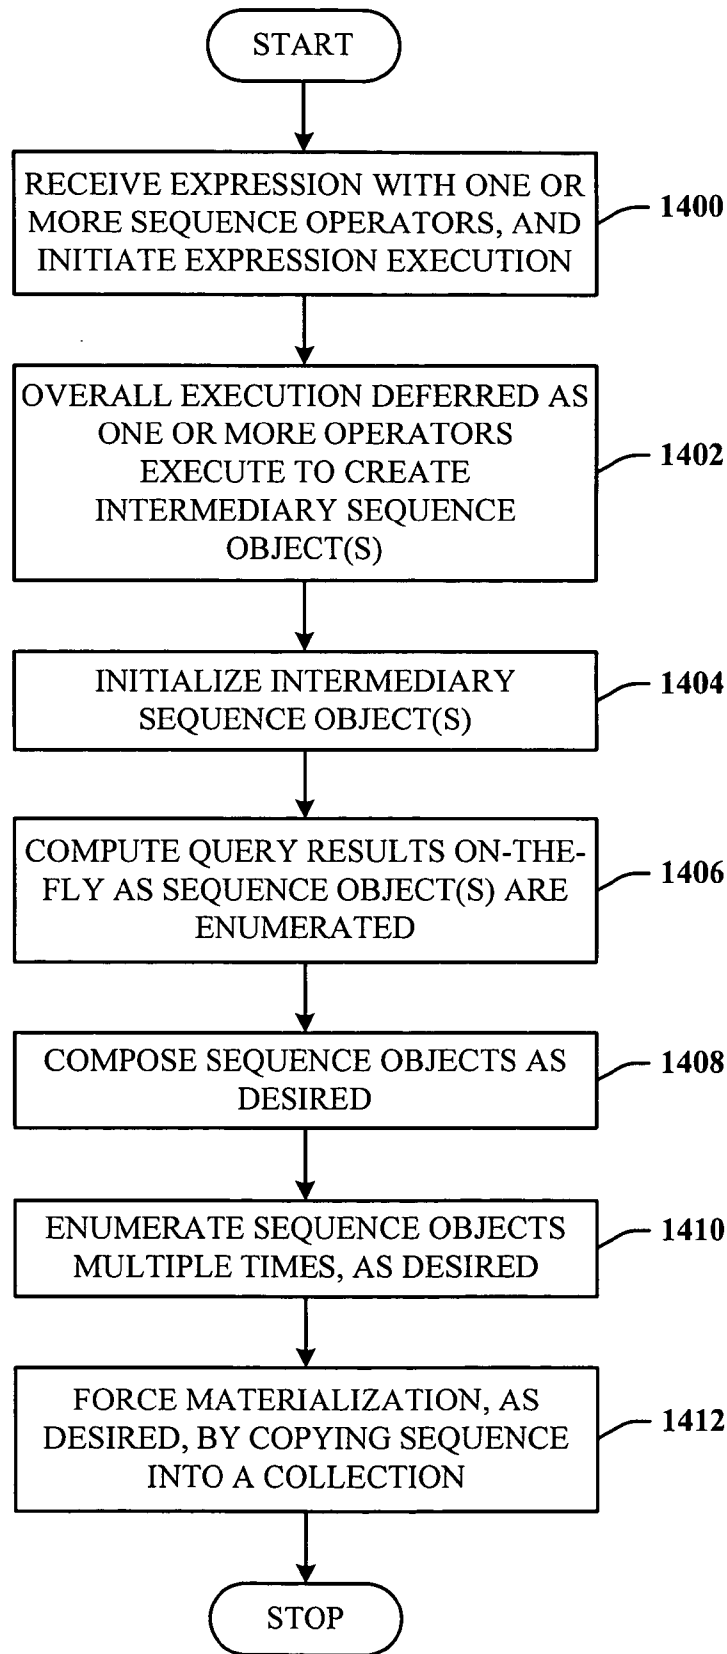 START
RECEIVE EXPRESSION WITH ONE OR
MORE SEQUENCE OPERATORS, AND
INITIATE EXPRESSION EXECUTION
1400
OVERALL EXECUTION DEFERRED AS
ONE OR MORE OPERATORS
EXECUTE TO CREATE
INTERMEDIARY SEQUENCE
OBJECT(S)
1402
INITIALIZE INTERMEDIARY
SEQUENCE OBJECT(S)
1404
COMPUTE QUERY RESULTS ON-THE-
FLY AS SEQUENCE OBJECT(S) ARE
ENUMERATED
1406
COMPOSE SEQUENCE OBJECTS AS
DESIRED
1408
ENUMERATE SEQUENCE OBJECTS
MULTIPLE TIMES, AS DESIRED
1410
FORCE MATERIALIZATION, AS
DESIRED, BY COPYING SEQUENCE
INTO A COLLECTION
1412
STOP